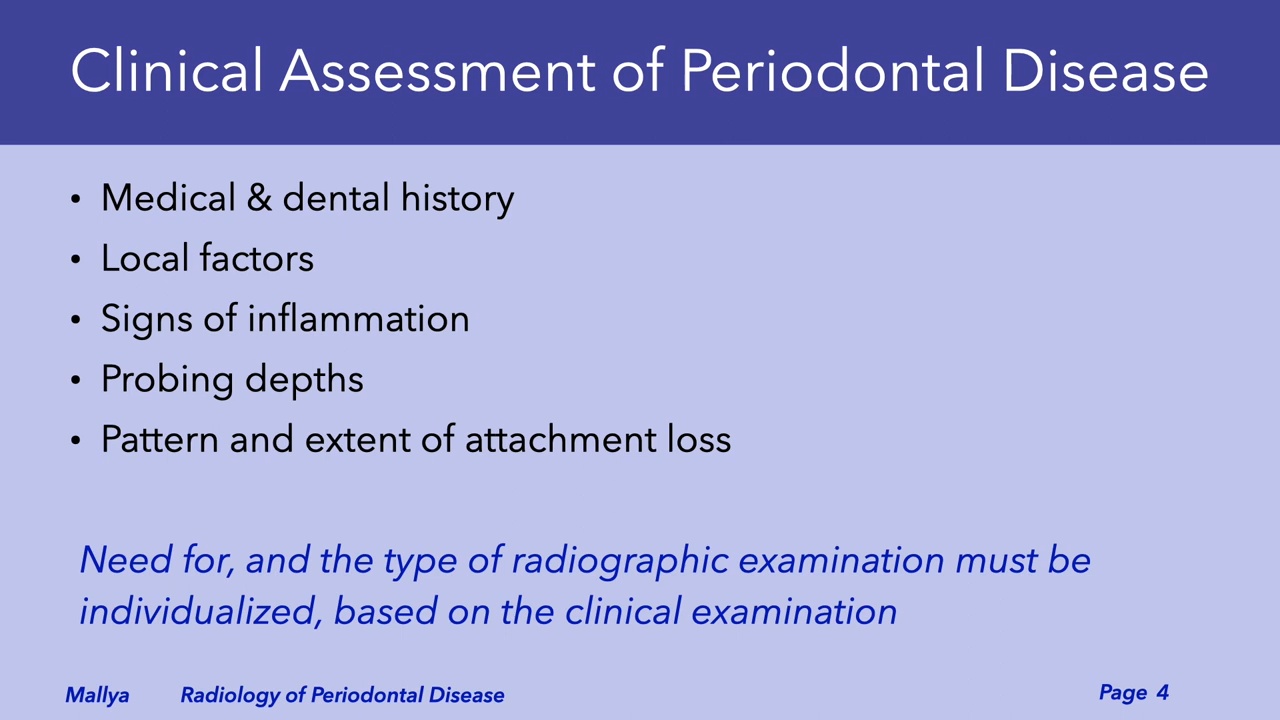 Clinical Assessment of Periodontal Disease
• Medical & dental history
• Local factors
• Signs of inflammation
• Probing depths
• Pattern and extent of attachment loss
Need for, and the type of radiographic examination must be
individualized, based on the clinical examination
Mallya Radiology of Periodontal Disease Page 4